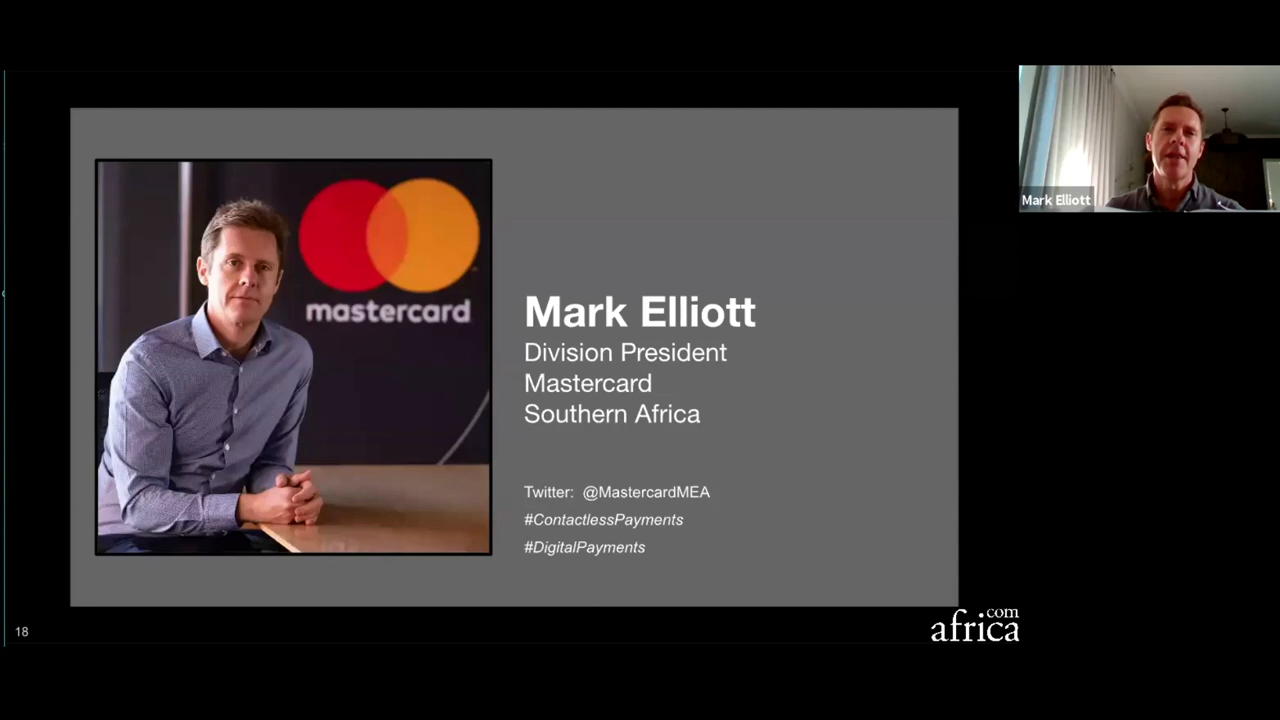 mastercard
Mark Elliott
Division President
Mastercard
Southern Africa
Twitter: @MastercardMEA
#ContactlessPayments
#DigitalPayments
Mark Elliott
18
com
africa